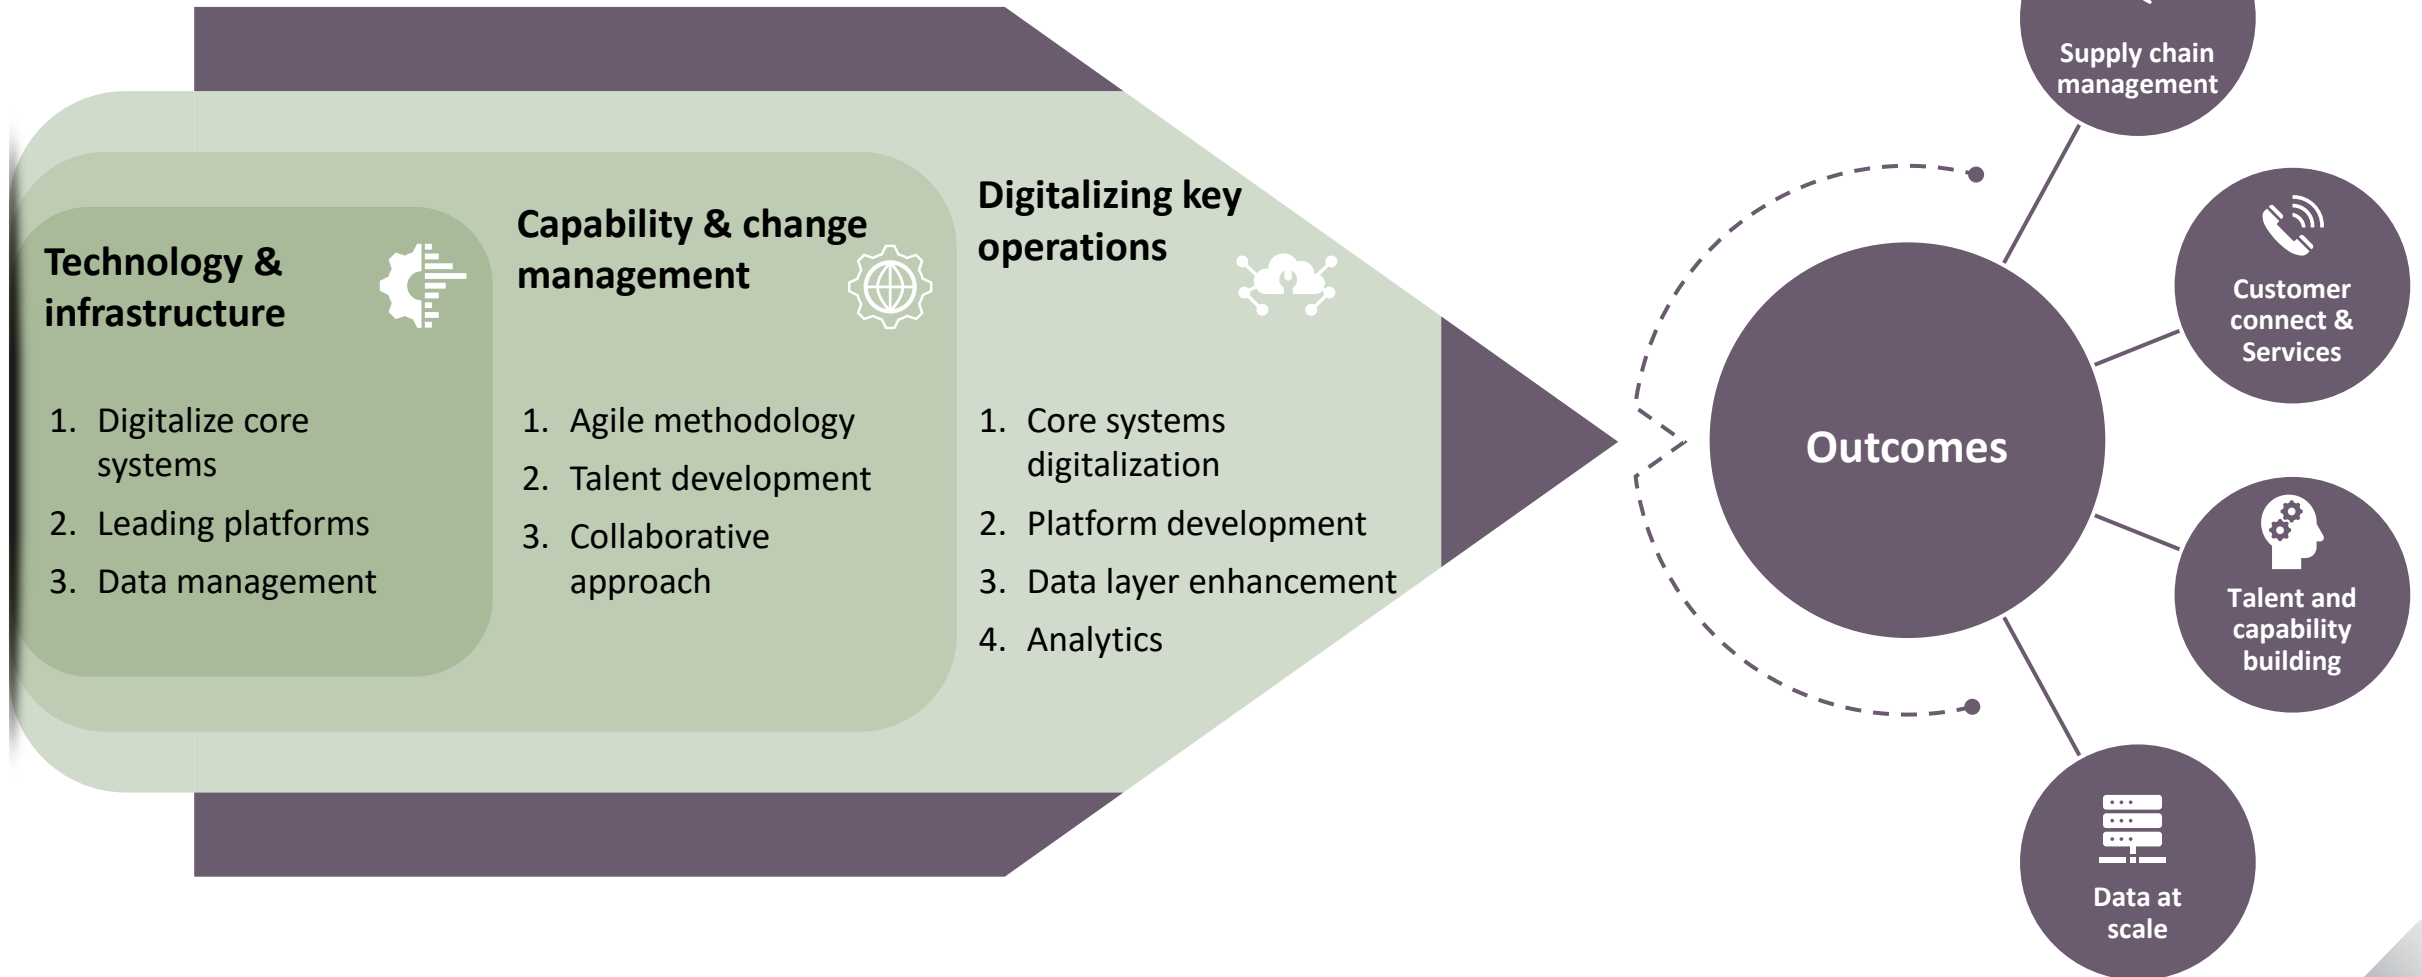 Technology &
infrastructure
1. Digitalize core
systems
2. Leading platforms
3. Data management
Capability & change
management
1. Agile methodology
2. Talent development
3. Collaborative
approach
Digitalizing key
operations
1. Core systems
digitalization
2. Platform development
3. Data layer enhancement
4. Analytics
Outcomes
Supply chain
management
Customer
connect &
Services
Talent and
capability
building
Data at
scale